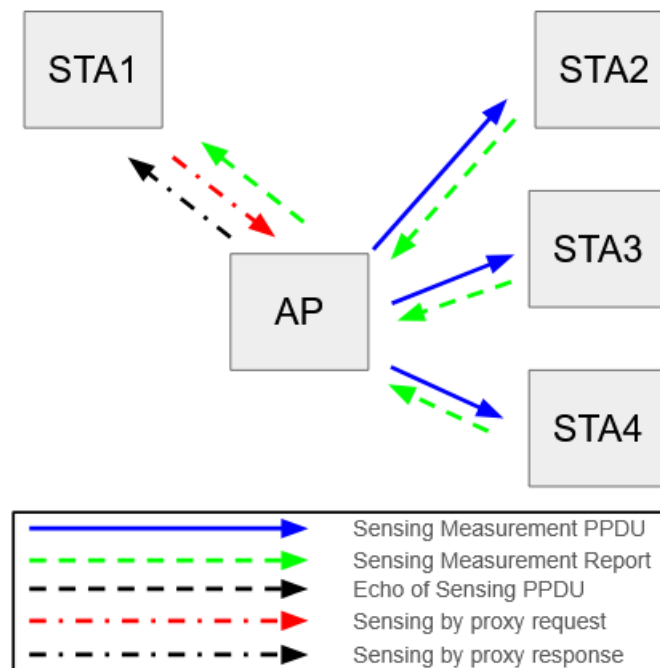 STA1
STA2
STA3
AP
STA4
Sensing Measurement PPDU
Sensing Measurement Report
Echo of Sensing PPDU
Sensing by proxy request
Sensing by proxy response